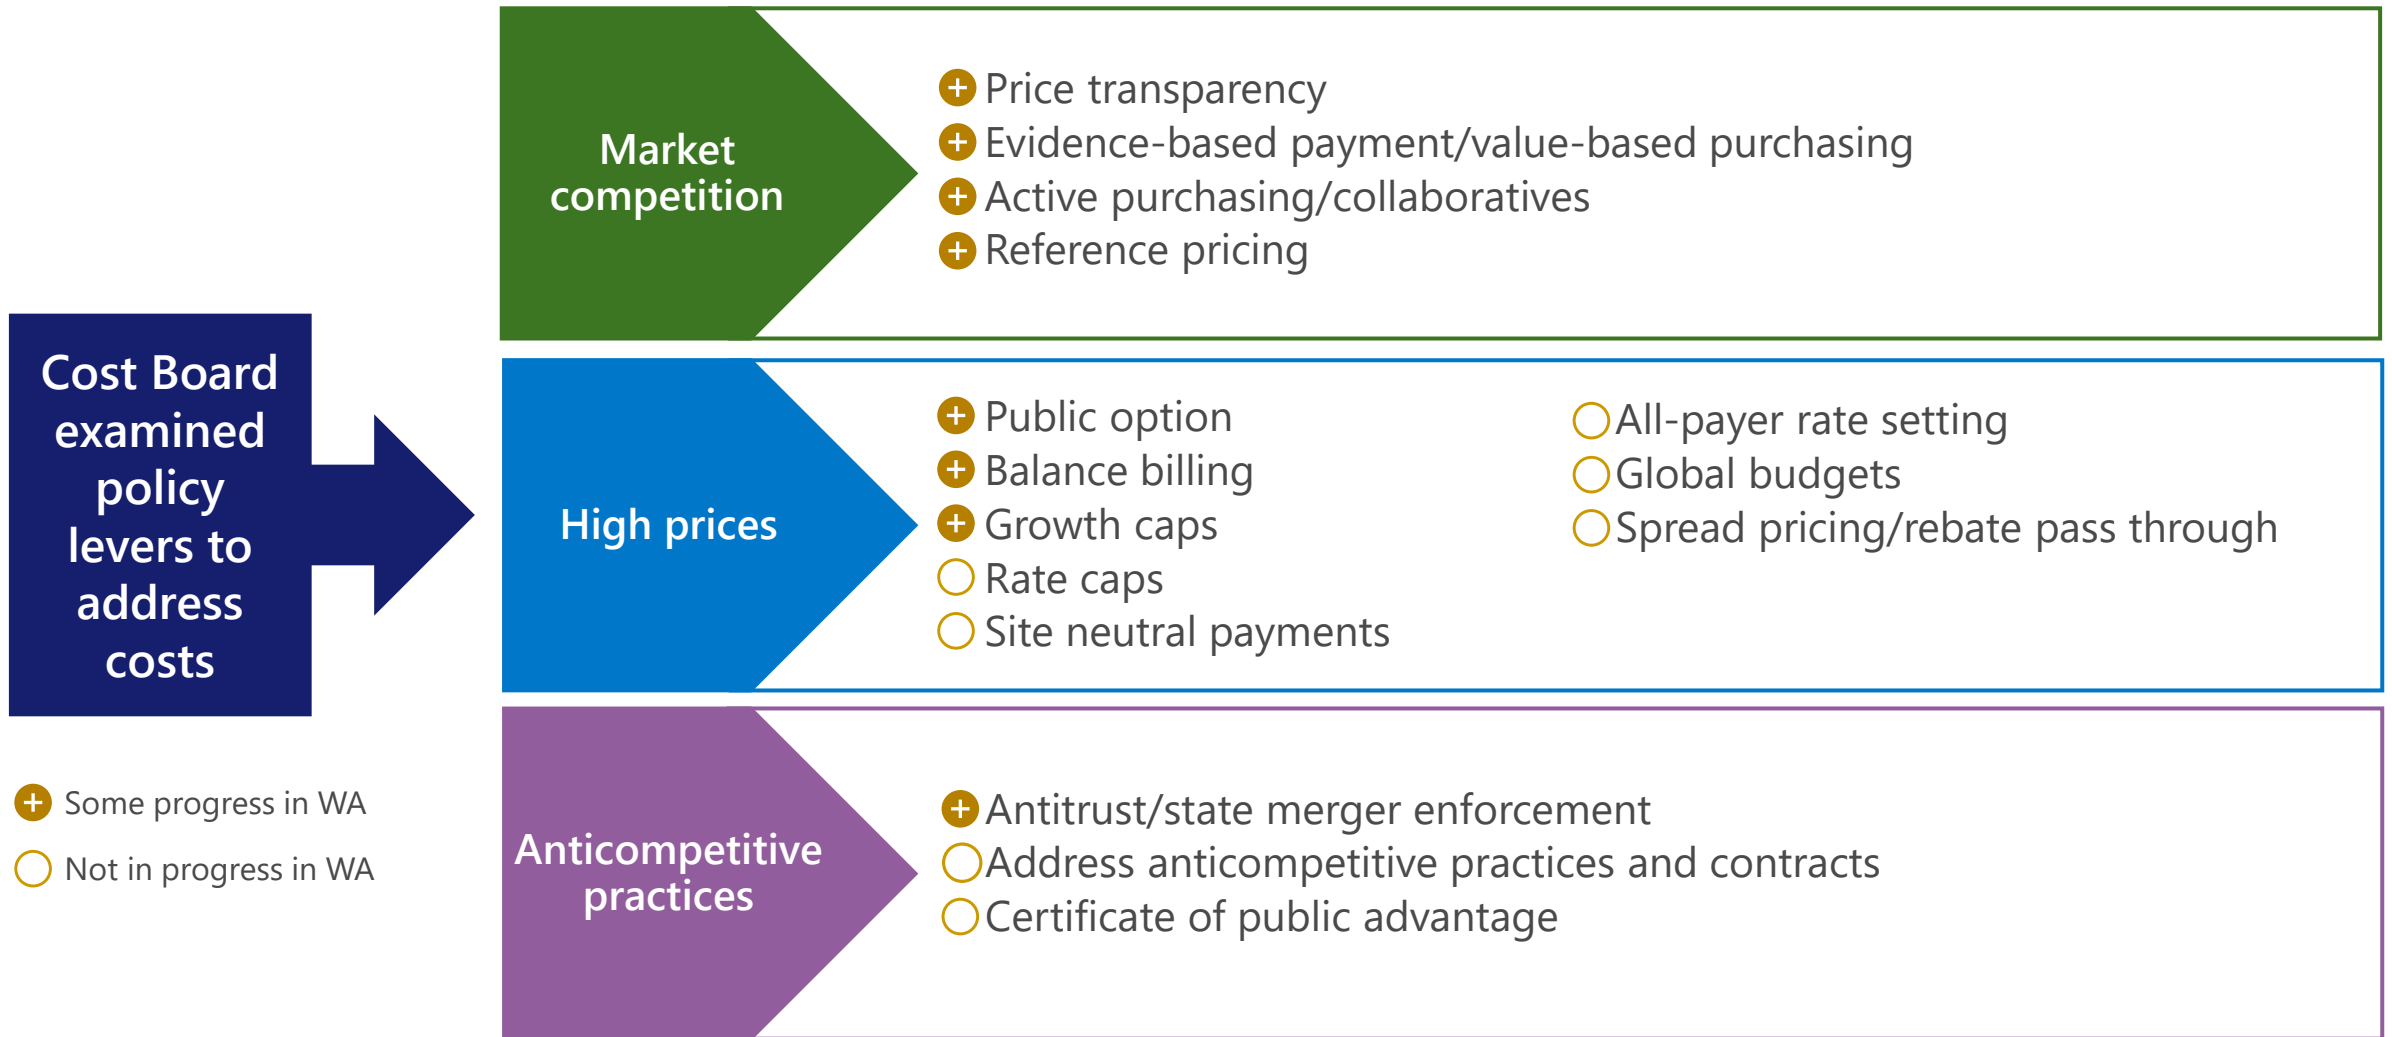 Cost Board
examined
policy
levers to
address
costs
Some progress in WA
Not in progress in WA
Market
competition
Price transparency
Evidence-based payment/value-based purchasing
Active purchasing/collaboratives
Reference pricing
High prices
Public option
Balance billing
Growth caps
Rate caps
Site neutral payments
All-payer rate setting
Global budgets
Spread pricing/rebate pass through
Anticompetitive
practices
Antitrust/state merger enforcement
Address anticompetitive practices and contracts
Certificate of public advantage